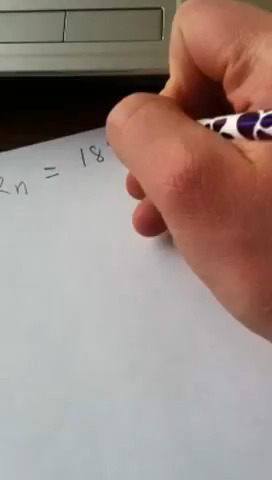 2n = 18